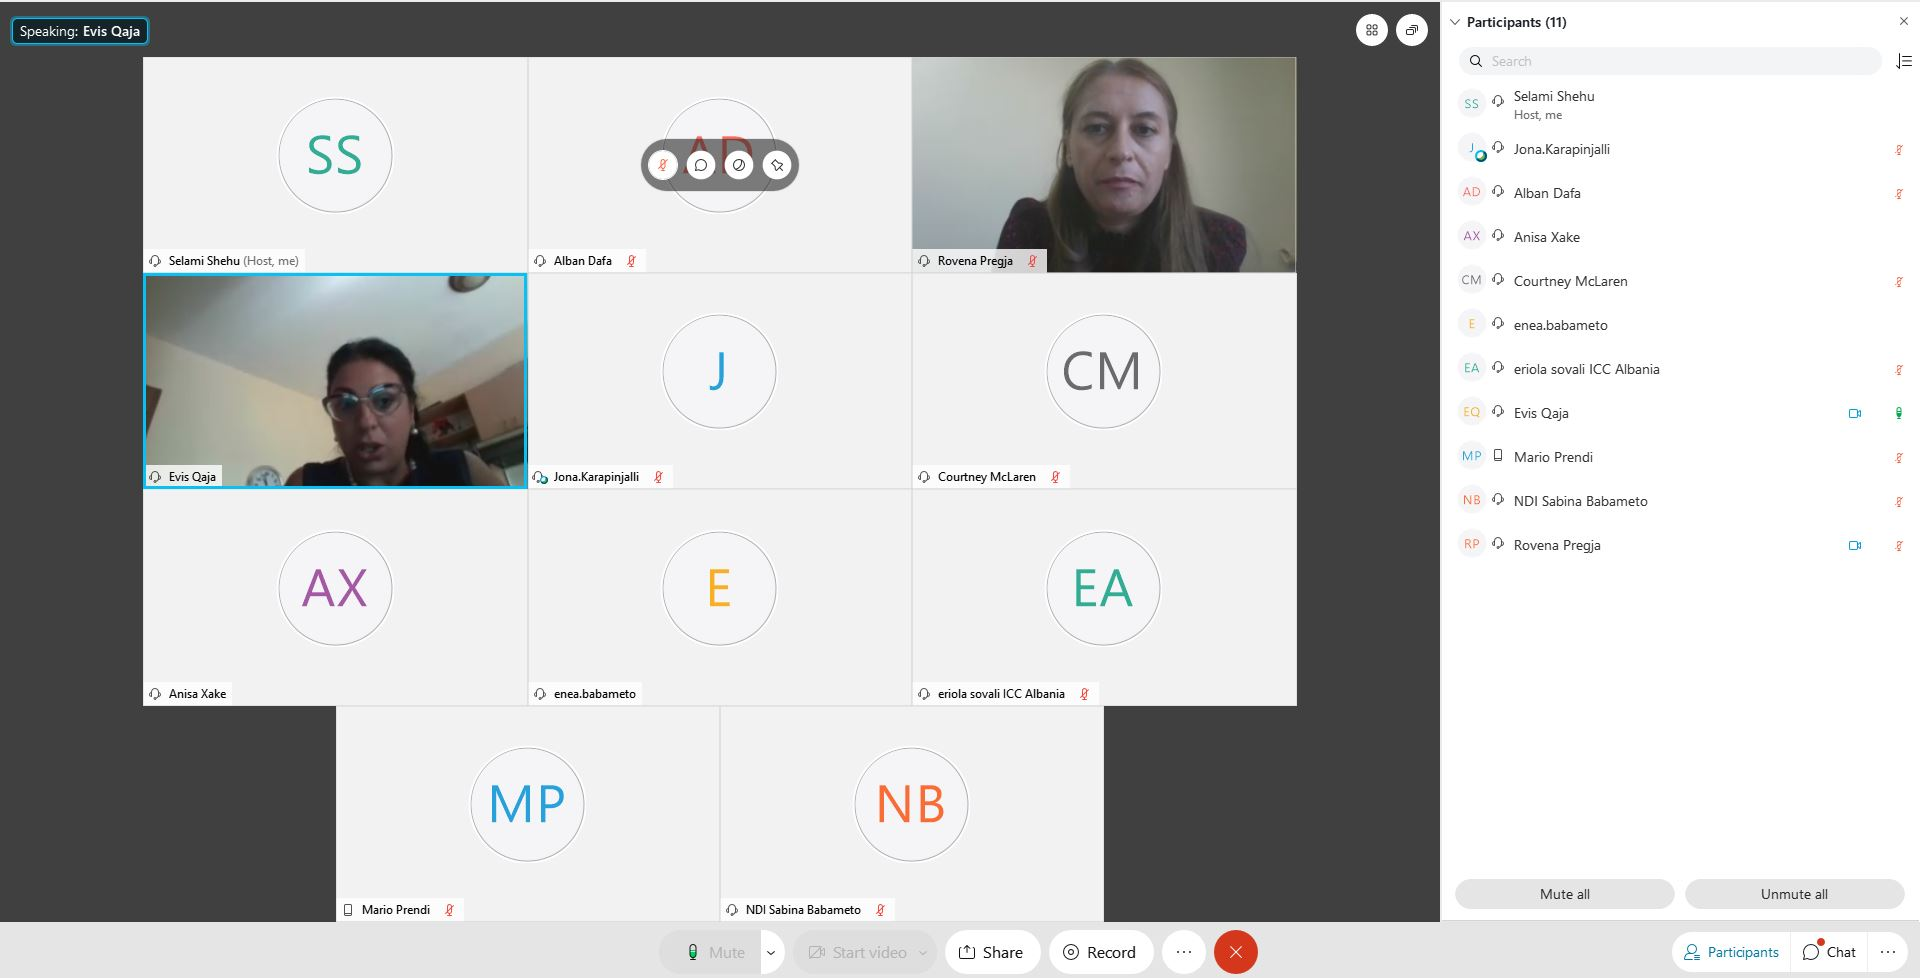 Speaking: Evis Qaja
SS
Selami Shehu (Host, me)
AD
Alban Dafa
Rovena Pregja
Evis Qaja
J
Jona.Karapinjalli
CM
Courtney McLaren
AX
Anisa Xake
E
enea.babameto
EA
eriola sovali ICC Albania
MP
Mario Prendi
NB
NDI Sabina Babameto
Mute
Start video
Share
Record
Participants (11)
Search
SS Selami Shehu
Host, me
J Jona.Karapinjalli
AD Alban Dafa
AX Anisa Xake
CM Courtney McLaren
E enea.babameto
EA eriola sovali ICC Albania
EQ Evis Qaja
MP Mario Prendi
NB NDI Sabina Babameto
RP Rovena Pregja
Mute all
Unmute all
Participants
Chat